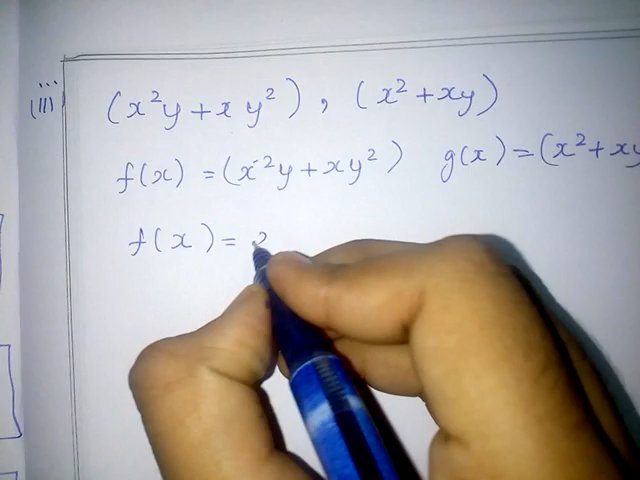 (iii) (x²y + xy²), (x² + xy)
f(x) = (x²y + xy²) g(x) = (x² + xy
f(x) =